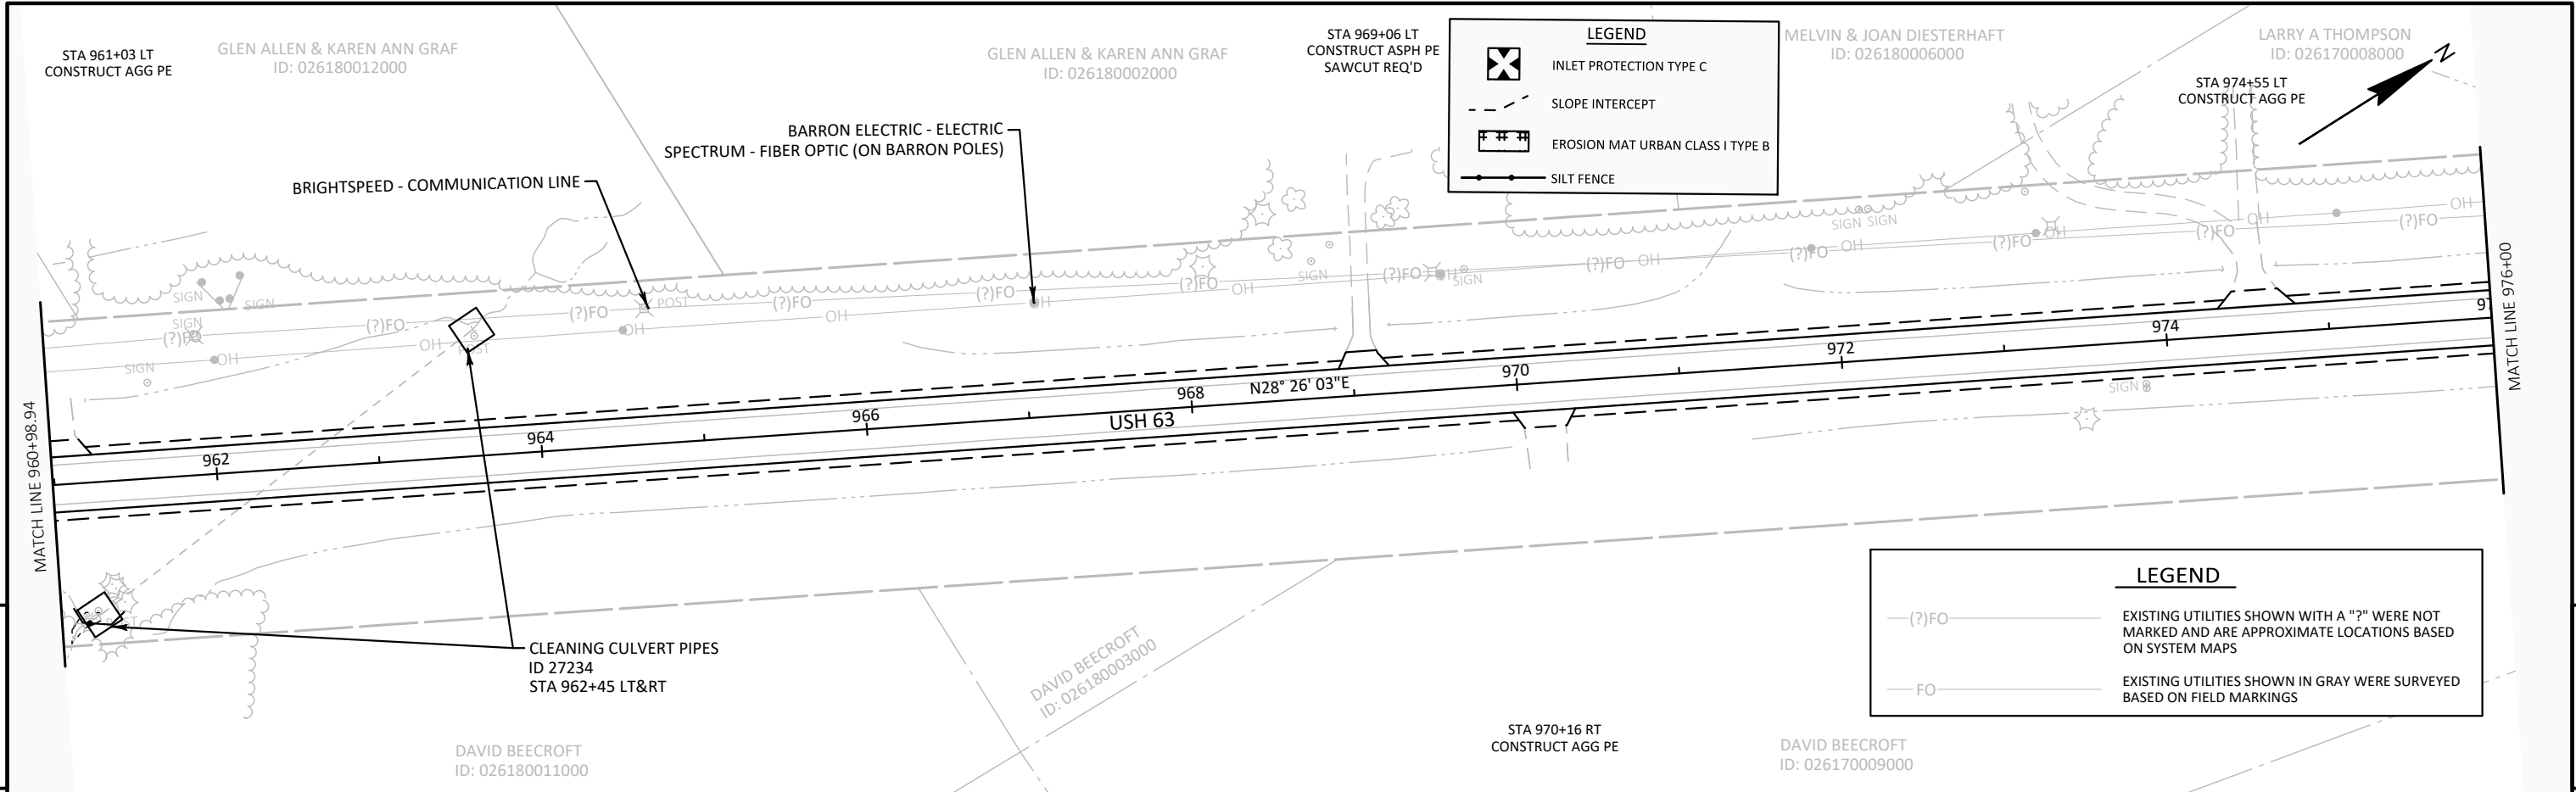 STA 961+03 LT
CONSTRUCT AGG PE
GLEN ALLEN & KAREN ANN GRAF
ID: 026180012000
GLEN ALLEN & KAREN ANN GRAF
ID: 026180002000
STA 969+06 LT
CONSTRUCT ASPH PE
SAWCUT REQ'D
LEGEND
INLET PROTECTION TYPE C
SLOPE INTERCEPT
EROSION MAT URBAN CLASS I TYPE B
SILT FENCE
MELVIN & JOAN DIESTERHAFT
ID: 026180006000
LARRY A THOMPSON
ID: 026170008000
STA 974+55 LT
CONSTRUCT AGG PE
N
BARRON ELECTRIC - ELECTRIC
SPECTRUM - FIBER OPTIC (ON BARRON POLES)
BRIGHTSPEED - COMMUNICATION LINE
SIGN
SIGN
SIGN
SIGN
(?)FO
(?)FO
(?)FO
(?)FO
(?)FO
(?)FO
(?)FO
(?)FO
(?)FO
(?)FO
(?)FO
(?)FO
OH
OH
OH
OH
OH
OH
OH
OH
OH
OH
OH
OH
POST
POST
SIGN
SIGN
SIGN SIGN
SIGN
MATCH LINE 960+98.94
MATCH LINE 976+00
962
964
966
968
970
972
974
97
N28° 26' 03"E
USH 63
CLEANING CULVERT PIPES
ID 27234
STA 962+45 LT&RT
DAVID BEECROFT
ID: 026180003000
DAVID BEECROFT
ID: 026180011000
STA 970+16 RT
CONSTRUCT AGG PE
DAVID BEECROFT
ID: 026170009000
LEGEND
(?)FO
EXISTING UTILITIES SHOWN WITH A "?" WERE NOT
MARKED AND ARE APPROXIMATE LOCATIONS BASED
ON SYSTEM MAPS
FO
EXISTING UTILITIES SHOWN IN GRAY WERE SURVEYED
BASED ON FIELD MARKINGS